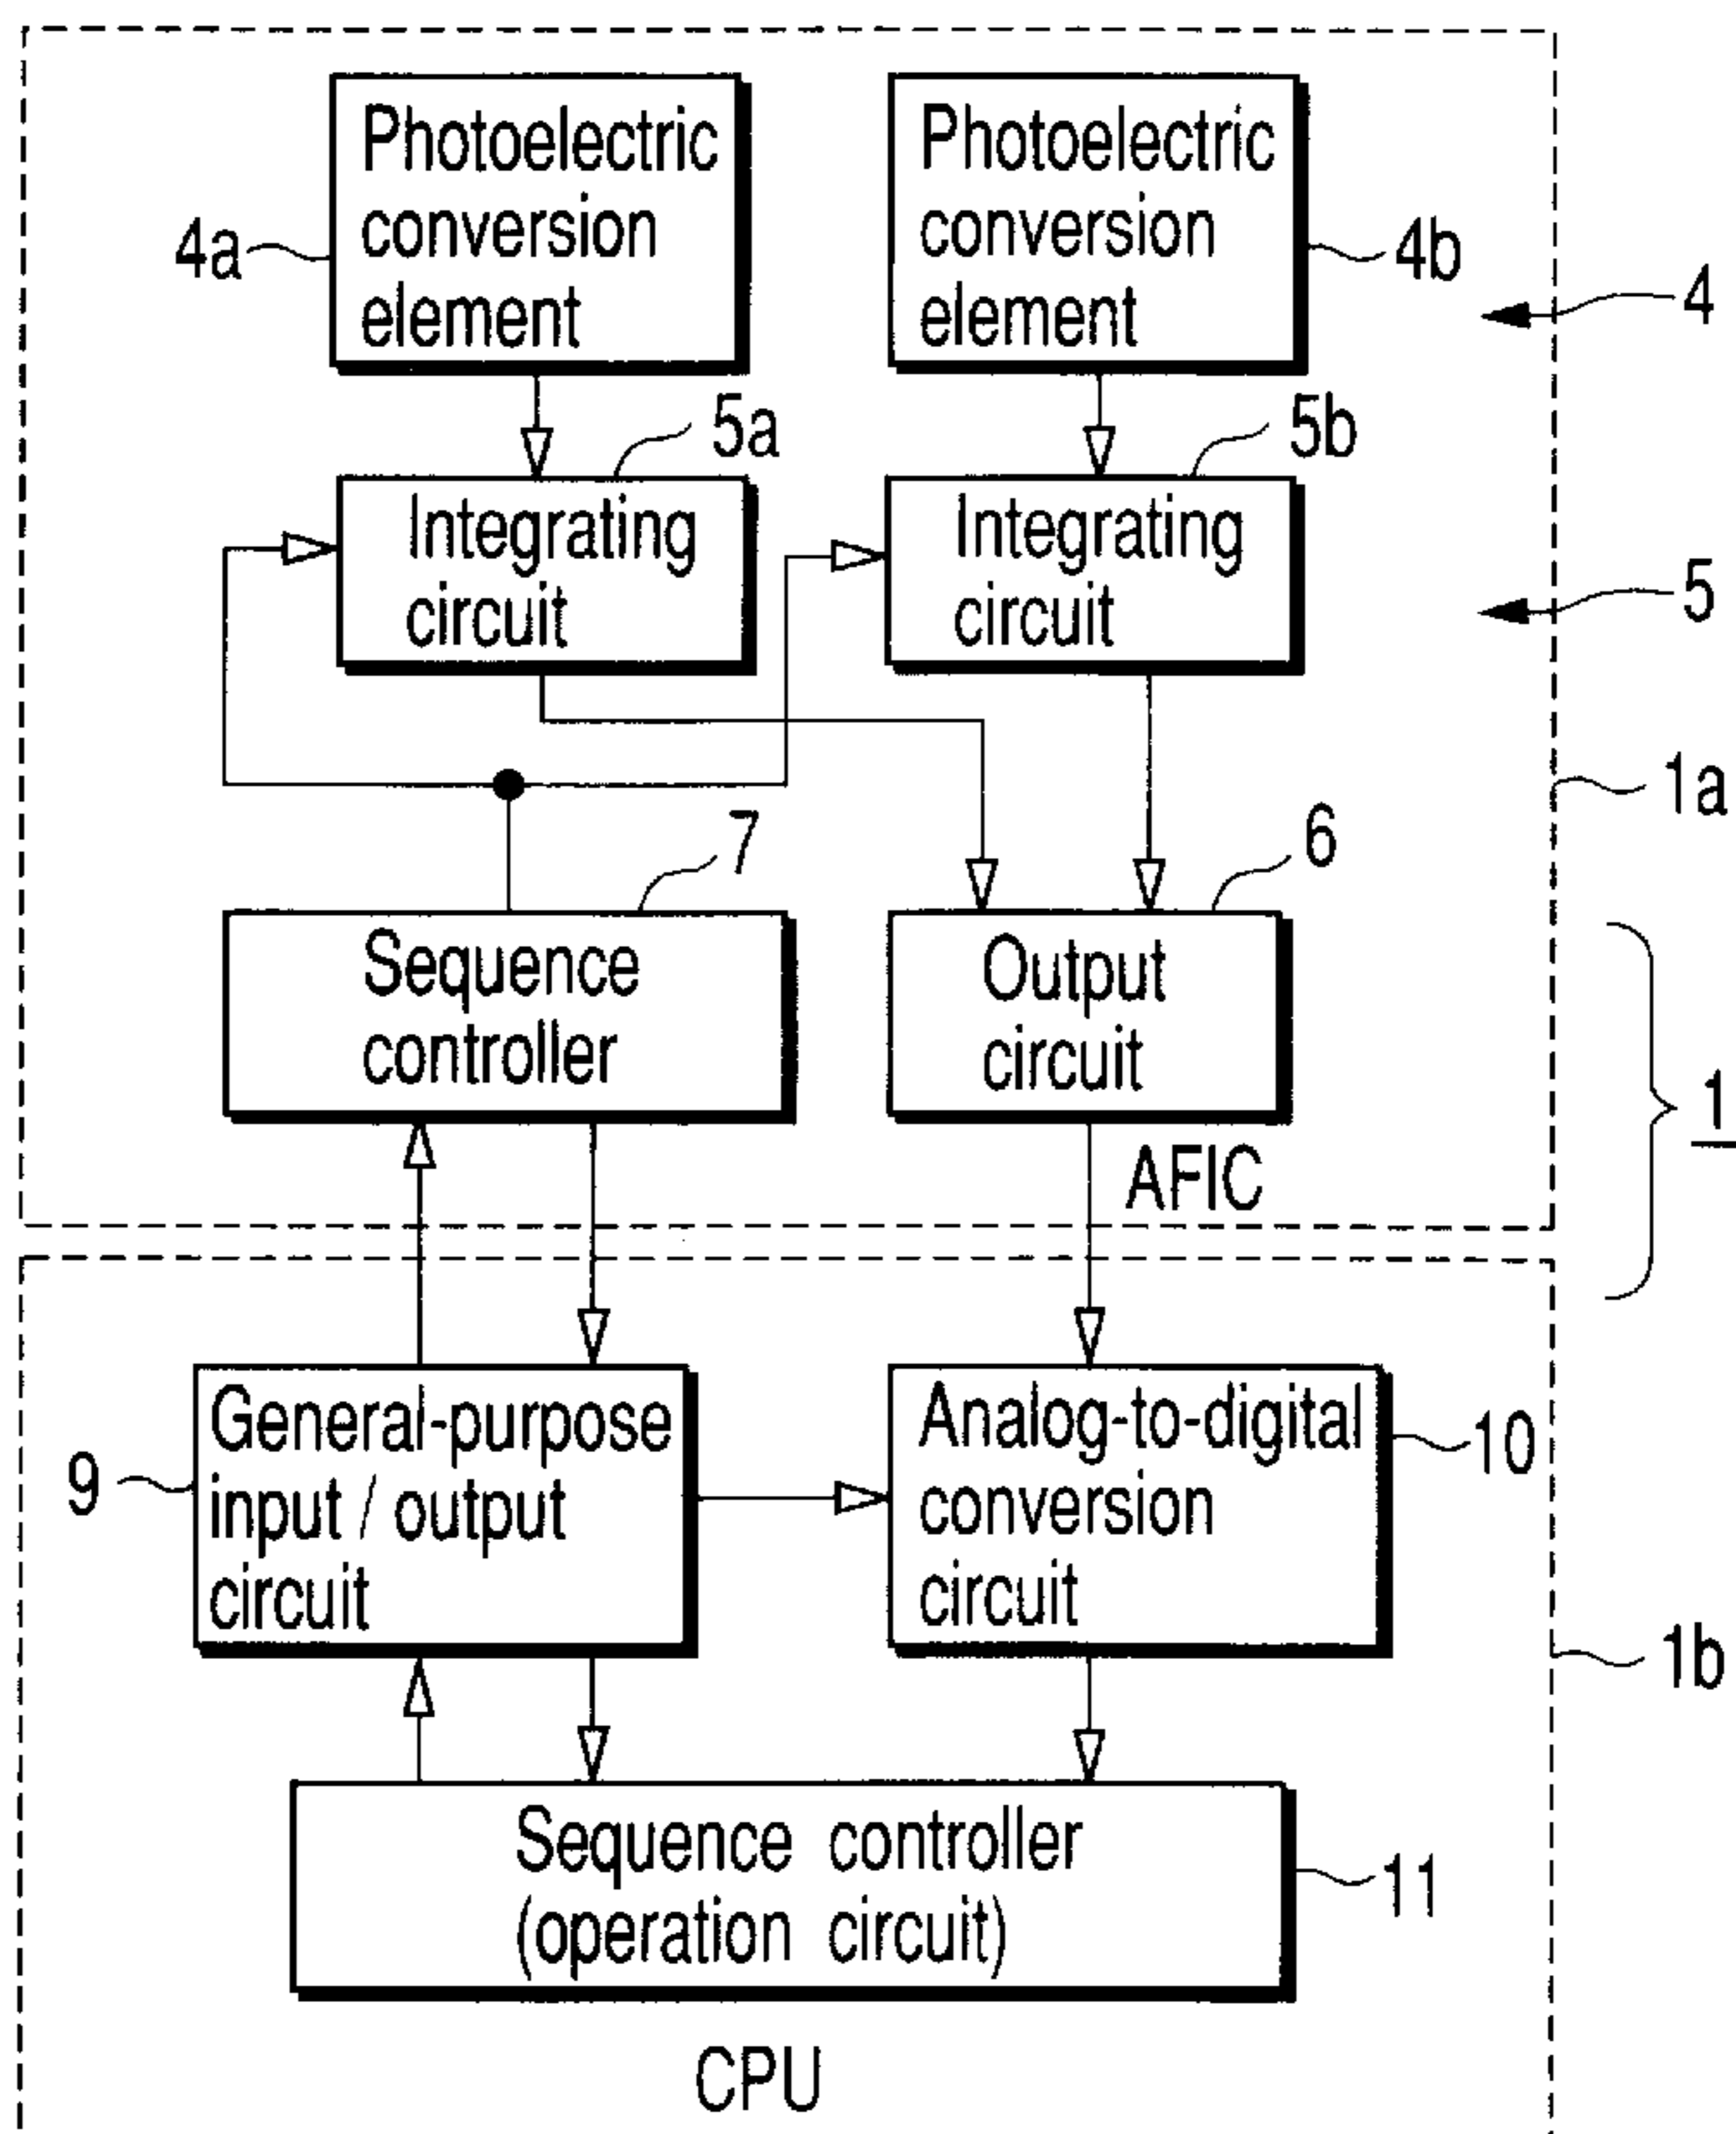 Photoelectric
conversion
element
Photoelectric
conversion
element
4a
4b
4
5a
5b
Integrating
circuit
Integrating
circuit
5
1a
7
6
Sequence
controller
Output
circuit
1
AFIC
General-purpose
input / output
circuit
Analog-to-digital
conversion
circuit
9
10
1b
Sequence controller
(operation circuit)
11
CPU